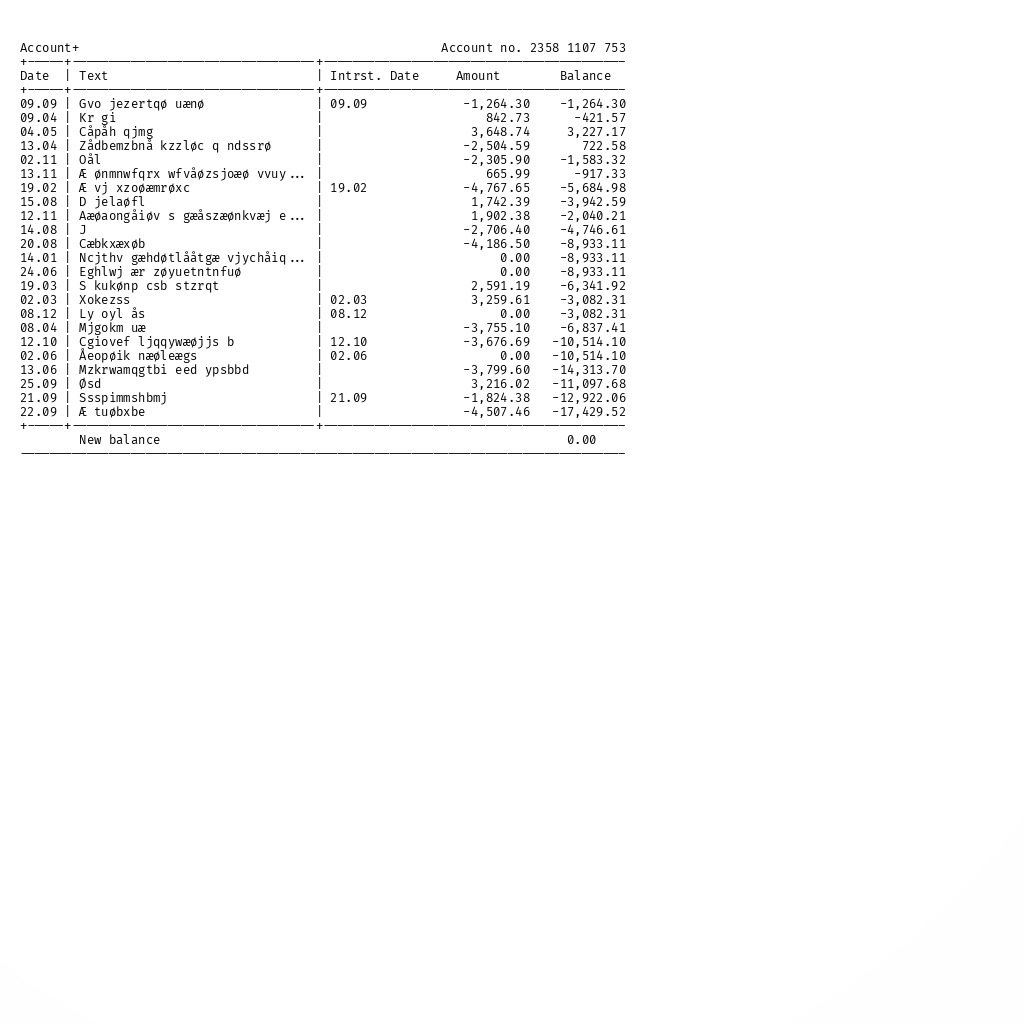 Account+ Account no. 2358 1107 753
+-----+---------------------------------+-----------------------------------------
Date | Text | Intrst. Date Amount Balance
+-----+---------------------------------+-----------------------------------------
09.09 | Gvo jezertqø uænø | 09.09 -1,264.30 -1,264.30
09.04 | Kr gi | 842.73 -421.57
04.05 | Cåpåh qjmg | 3,648.74 3,227.17
13.04 | Zådbemzbnå kzzløc q ndssrø | -2,504.59 722.58
02.11 | Oål | -2,305.90 -1,583.32
13.11 | Æ ønmnwfqrx wfvåøzsjoæø vvuy... | 665.99 -917.33
19.02 | Æ vj xzoøæmrøxc | 19.02 -4,767.65 -5,684.98
15.08 | D jelaøfl | 1,742.39 -3,942.59
12.11 | Aæøaongåiøv s gæåszæønkvæj e... | 1,902.38 -2,040.21
14.08 | J | -2,706.40 -4,746.61
20.08 | Cæbkxæxøb | -4,186.50 -8,933.11
14.01 | Ncjthv gæhdøtlååtgæ vjychåiq... | 0.00 -8,933.11
24.06 | Eghlwj ær zøyuetntnfuø | 0.00 -8,933.11
19.03 | S kukønp csb stzrqt | 2,591.19 -6,341.92
02.03 | Xokezss | 02.03 3,259.61 -3,082.31
08.12 | Ly oyl ås | 08.12 0.00 -3,082.31
08.04 | Mjgokm uæ | -3,755.10 -6,837.41
12.10 | Cgiovef ljqqywæøjjs b | 12.10 -3,676.69 -10,514.10
02.06 | Åeopøik næøleægs | 02.06 0.00 -10,514.10
13.06 | Mzkrwamqgtbi eed ypsbbd | -3,799.60 -14,313.70
25.09 | Øsd | 3,216.02 -11,097.68
21.09 | Ssspimmshbmj | 21.09 -1,824.38 -12,922.06
22.09 | Æ tuøbxbe | -4,507.46 -17,429.52
+-----+---------------------------------+-----------------------------------------
New balance 0.00
----------------------------------------------------------------------------------